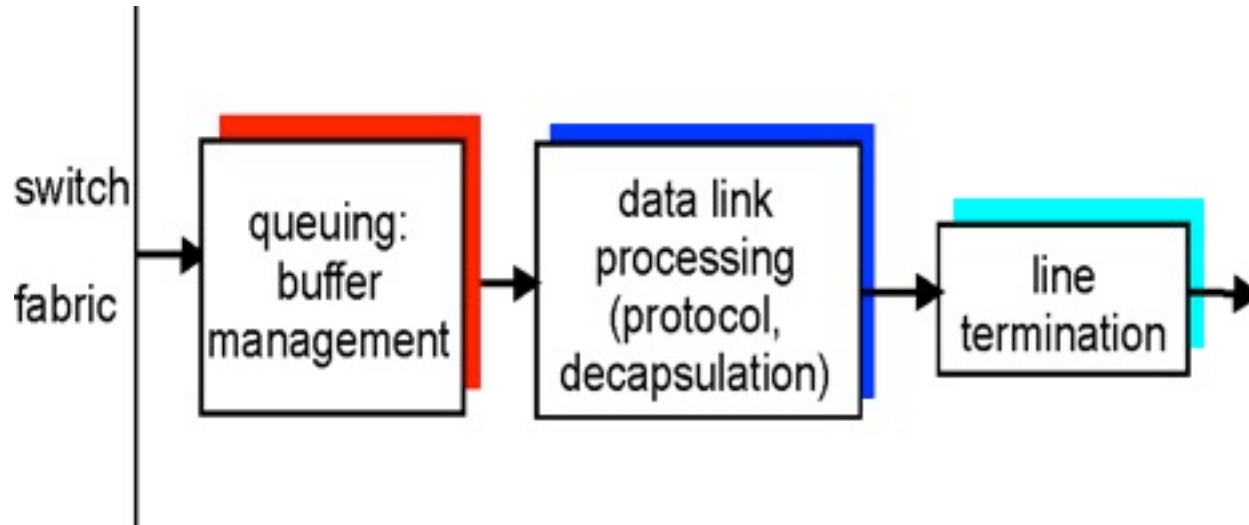 switch
fabric
queuing:
buffer
management
data link
processing
(protocol,
decapsulation)
line
termination